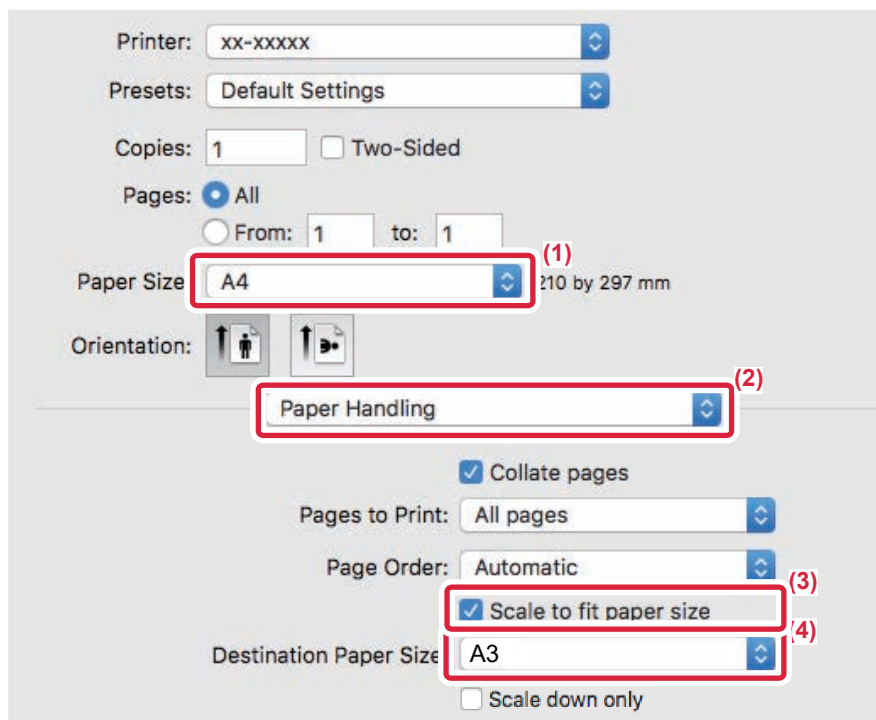 Printer: xx-xxxxx
Presets: Default Settings
Copies: 1 Two-Sided
Pages: All
From: 1 to: 1
(1)
Paper Size A4 210 by 297 mm
Orientation:
(2)
Paper Handling
Collate pages
Pages to Print: All pages
Page Order: Automatic
(3)
Scale to fit paper size
(4)
Destination Paper Size A3
Scale down only